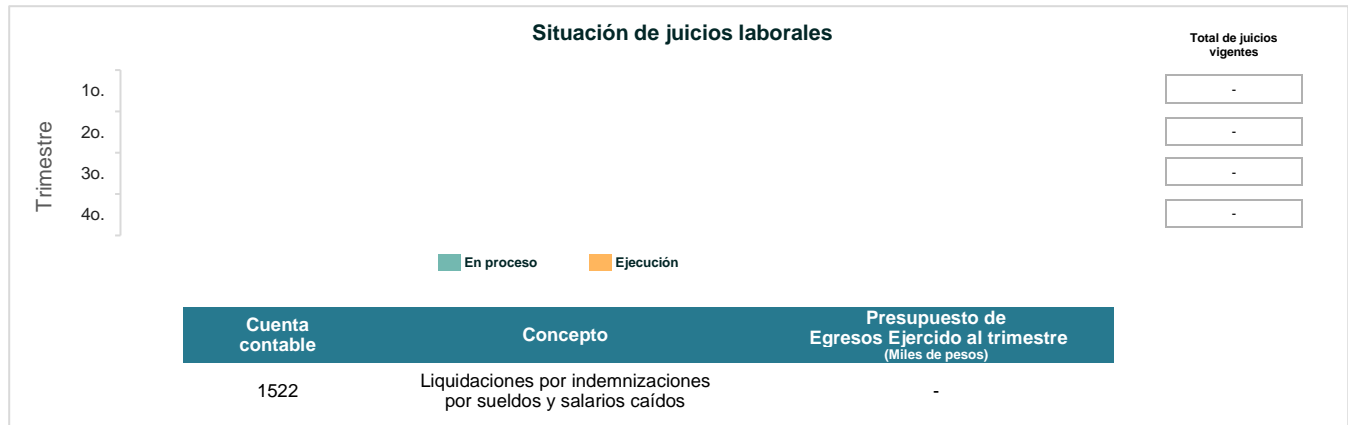 Situación de juicios laborales
Total de juicios
vigentes
Trimestre
1o.
-
2o.
-
3o.
-
4o.
-
En proceso
Ejecución
Cuenta
contable
Concepto
Presupuesto de
Egresos Ejercido al trimestre
(Miles de pesos)
1522
Liquidaciones por indemnizaciones
por sueldos y salarios caídos
-